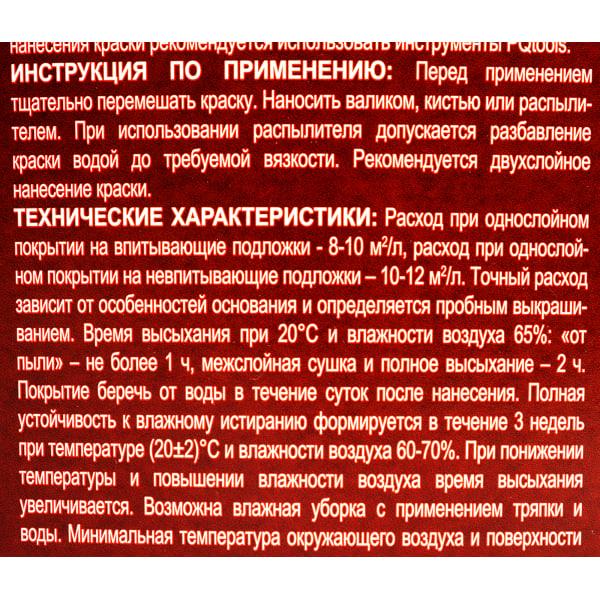 нанесения краски рекомендуется использовать инструменты PQtools.
ИНСТРУКЦИЯ ПО ПРИМЕНЕНИЮ: Перед применением
тщательно перемешать краску. Наносить валиком, кистью или распыли-
телем. При использовании распылителя допускается разбавление
краски водой до требуемой вязкости. Рекомендуется двухслойное
нанесение краски.
ТЕХНИЧЕСКИЕ ХАРАКТЕРИСТИКИ: Расход при однослойном
покрытии на впитывающие подложки - 8-10 м²/л, расход при однослой-
ном покрытии на невпитывающие подложки – 10-12 м²/л. Точный расход
зависит от особенностей основания и определяется пробным выкраши-
ванием. Время высыхания при 20°С и влажности воздуха 65%: «от
пыли» – не более 1 ч, межслойная сушка и полное высыхание – 2 ч.
Покрытие беречь от воды в течение суток после нанесения. Полная
устойчивость к влажному истиранию формируется в течение 3 недель
при температуре (20±2)°С и влажности воздуха 60-70%. При понижении
температуры и повышении влажности воздуха время высыхания
увеличивается. Возможна влажная уборка с применением тряпки и
воды. Минимальная температура окружающего воздуха и поверхности